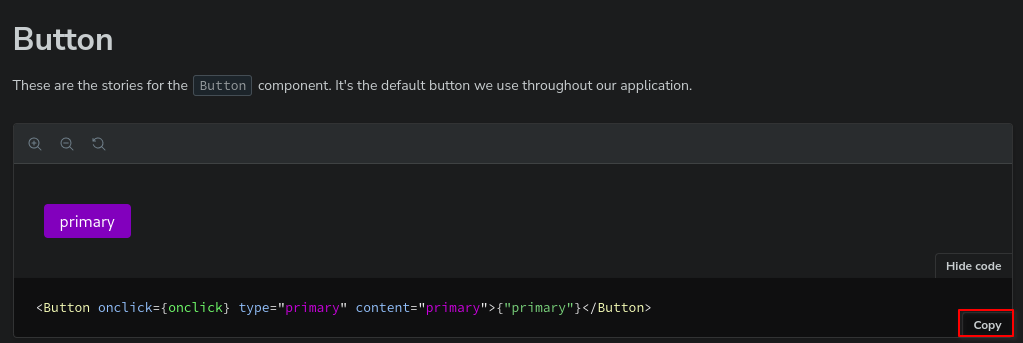 Button
These are the stories for the Button component. It's the default button we use throughout our application.
primary
Hide code
<Button onclick={onclick} type="primary" content="primary">{"primary"}</Button>
Copy